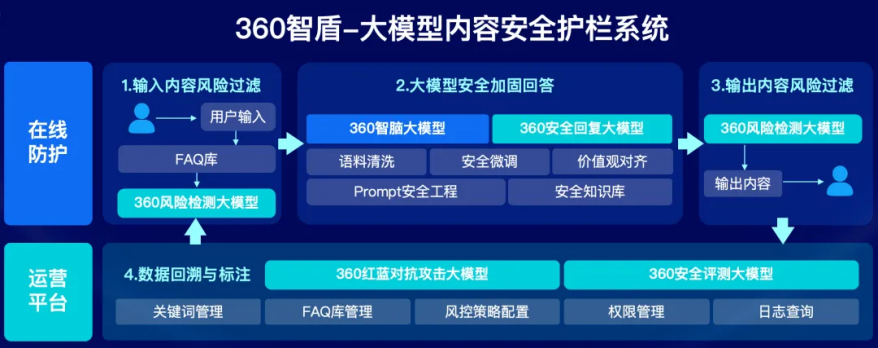 360智盾-大模型内容安全护栏系统
在线
防护
1.输入内容风险过滤
用户输入
FAQ库
360风险检测大模型
2.大模型安全加固回答
360智脑大模型
360安全回复大模型
语料清洗
安全微调
价值观对齐
Prompt安全工程
安全知识库
3.输出内容风险过滤
360风险检测大模型
输出内容
运营
平台
4.数据回溯与标注
360红蓝对抗攻击大模型
360安全评测大模型
关键词管理
FAQ库管理
风控策略配置
权限管理
日志查询